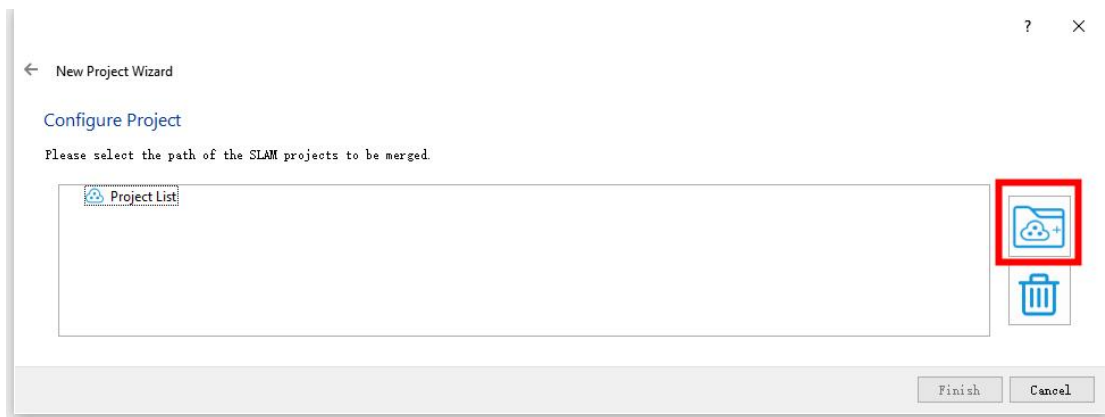 ?
New Project Wizard
Configure Project
Please select the path of the SLAM projects to be merged.
Project List
Finish
Cancel